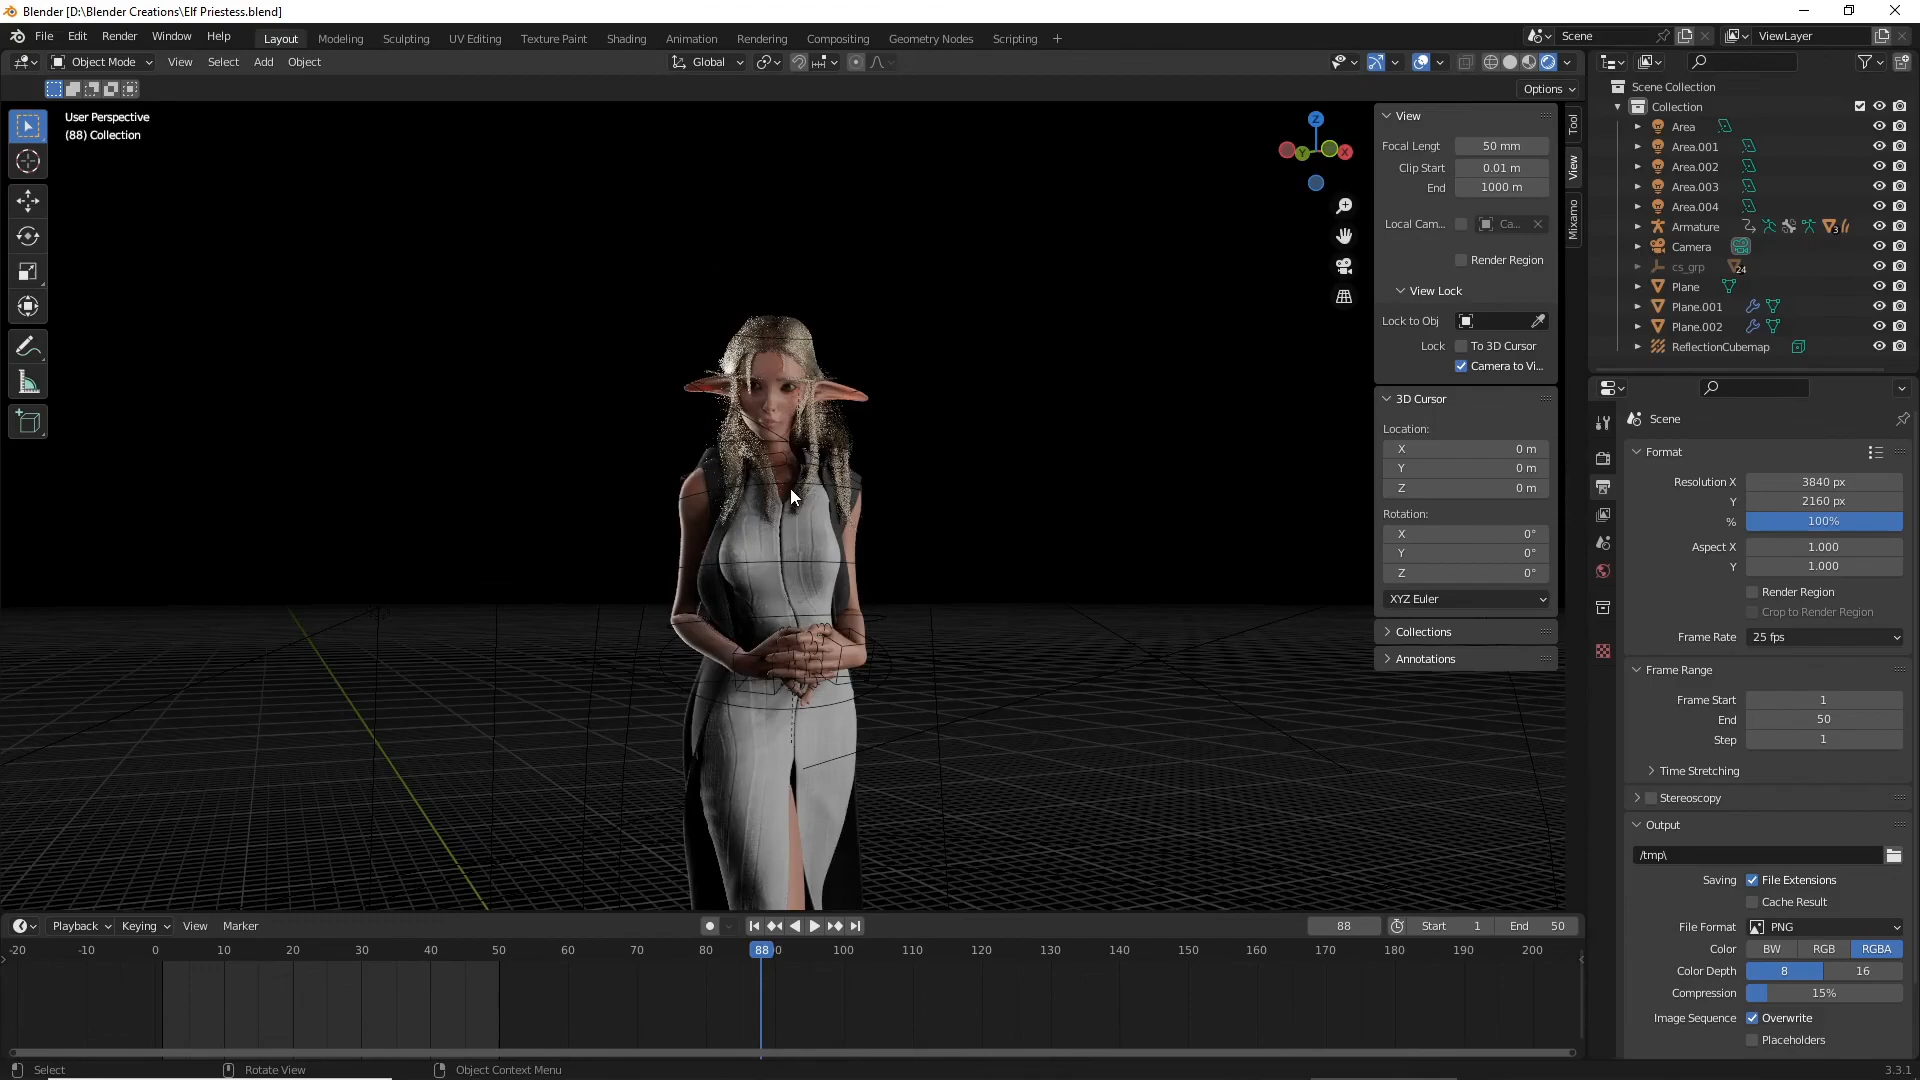 Blender [D:\Blender Creations\Elf Priestess.blend]
File Edit Render Window Help Layout Modeling Sculpting UV Editing Texture Paint Shading Animation Rendering Compositing Geometry Nodes Scripting + Scene ViewLayer
Object Mode View Select Add Object Global
Options
User Perspective
(88) Collection
Z
Y
X
View
Focal Lengt 50 mm
Clip Start 0.01 m
End 1000 m
Local Cam... Ca...
Render Region
View Lock
Lock to Obj
Lock To 3D Cursor
Camera to Vi...
3D Cursor
Location:
X 0 m
Y 0 m
Z 0 m
Rotation:
X 0°
Y 0°
Z 0°
XYZ Euler
Collections
Annotations
Tool
View
Mixamo
Scene Collection
Collection
Area
Area.001
Area.002
Area.003
Area.004
Armature 3
Camera
cs_grp 24
Plane
Plane.001
Plane.002
ReflectionCubemap
Scene
Format
Resolution X 3840 px
Y 2160 px
% 100%
Aspect X 1.000
Y 1.000
Render Region
Crop to Render Region
Frame Rate 25 fps
Frame Range
Frame Start 1
End 50
Step 1
Time Stretching
Stereoscopy
Output
/tmp\
Saving File Extensions
Cache Result
File Format PNG
Color BW RGB RGBA
Color Depth 8 16
Compression 15%
Image Sequence Overwrite
Placeholders
Playback Keying View Marker 88 Start 1 End 50
-20 -10 0 10 20 30 40 50 60 70 88 0 100 110 120 130 140 150 160 170 180 190 200
Select Rotate View Object Context Menu 3.3.1